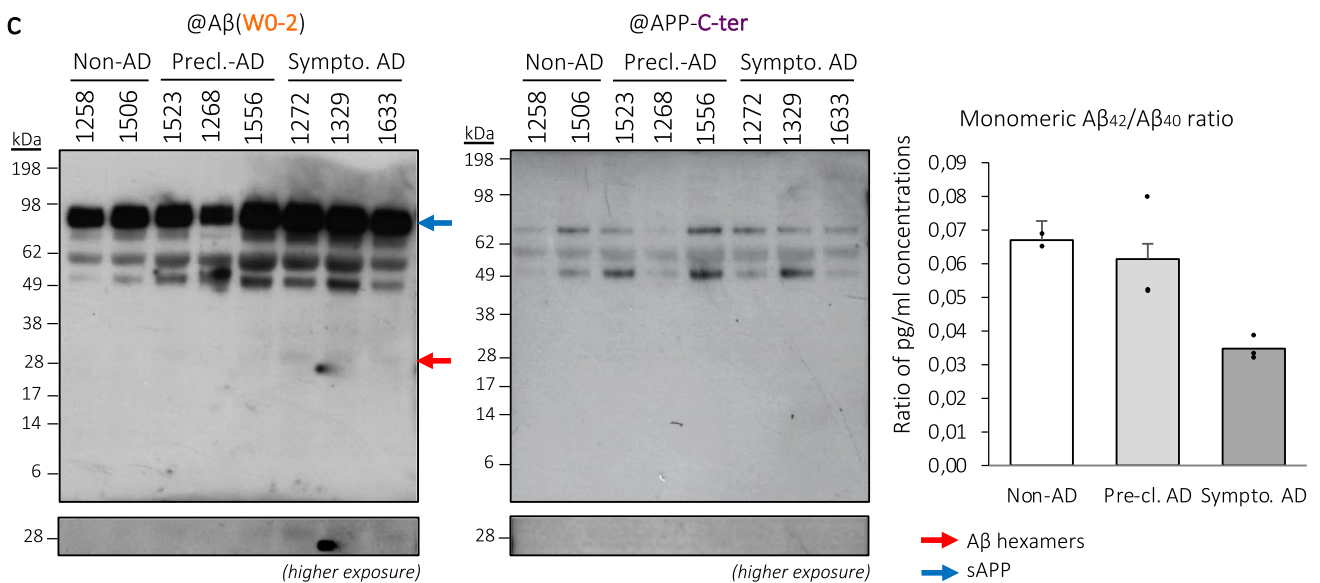 c
@Aβ(W0-2)
Non-AD Precl.-AD Sympto. AD
1258 1506 1523 1268 1556 1272 1329 1633
kDa
198
98
62
49
38
28
17
14
6
28
(higher exposure)
@APP-C-ter
Non-AD Precl.-AD Sympto. AD
1258 1506 1523 1268 1556 1272 1329 1633
kDa
198
98
62
49
38
28
17
14
6
28
(higher exposure)
Monomeric Aβ42/Aβ40 ratio
Ratio of pg/ml concentrations
0,09
0,08
0,07
0,06
0,05
0,04
0,03
0,02
0,01
0,00
Non-AD Pre-cl. AD Sympto. AD
Aβ hexamers
sAPP